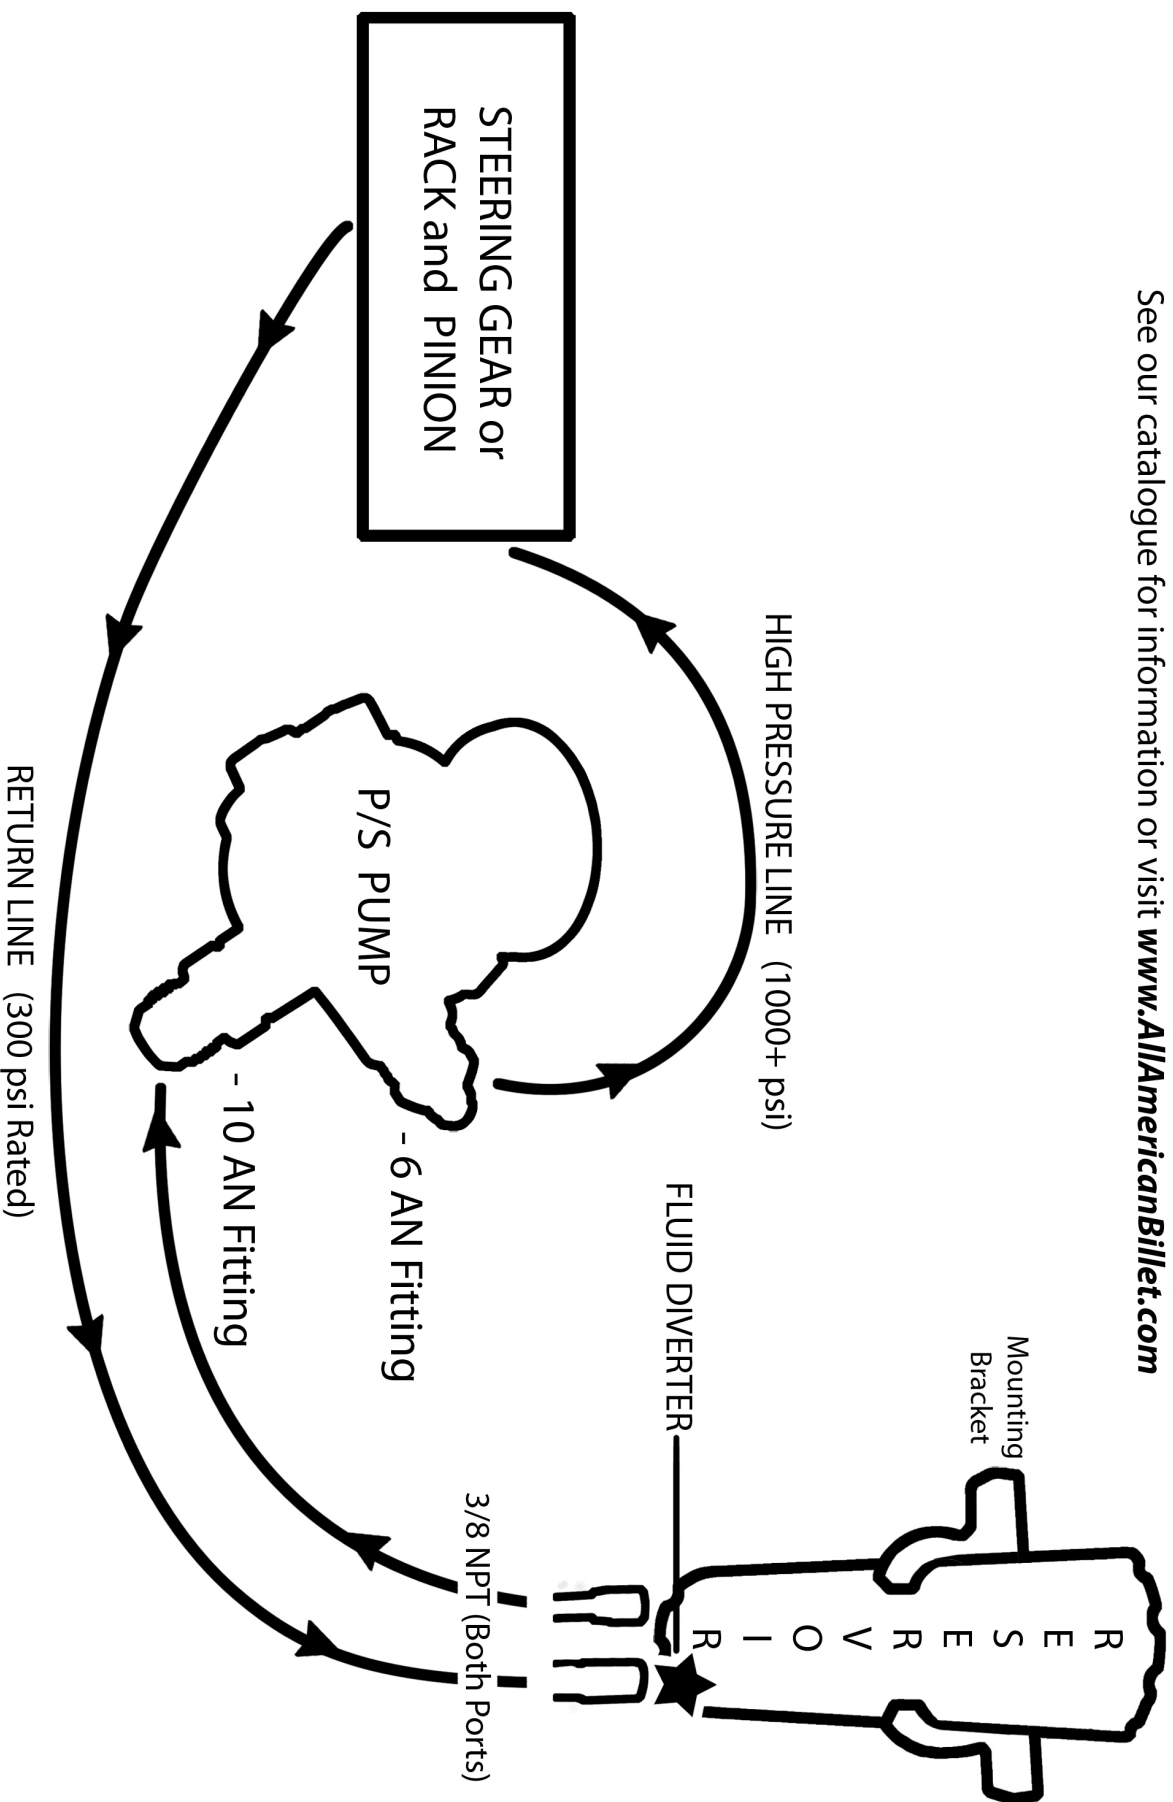 See our catalogue for information or visit www.AllAmericanBillet.com
STEERING GEAR or
RACK and PINION
HIGH PRESSURE LINE (1000+ psi)
P/S PUMP
- 6 AN Fitting
- 10 AN Fitting
FLUID DIVERTER
Mounting
Bracket
RESERVOIR
3/8 NPT (Both Ports)
RETURN LINE (300 psi Rated)